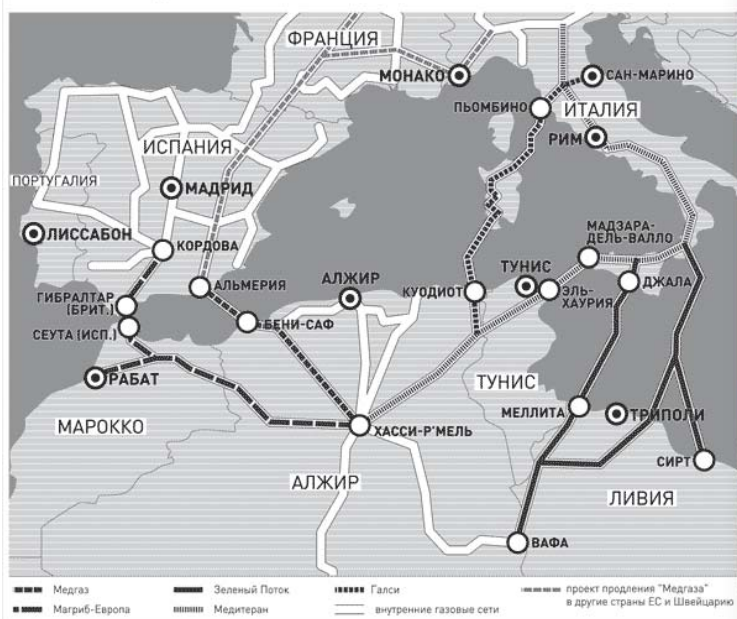 ФРАНЦИЯ
МОНАКО
САН-МАРИНО
ПЬОМБИНО
ИТАЛИЯ
РИМ
ИСПАНИЯ
ПОРТУГАЛИЯ
МАДРИД
ЛИССАБОН
КОРДОВА
МАДЗАРА-
ДЕЛЬ-ВАЛЛО
АЛЬМЕРИЯ
АЛЖИР
КУОДИОТ
ТУНИС
ЭЛЬ-
ХАУРИЯ
ДЖАЛА
ГИБРАЛТАР
(БРИТ.)
СЕУТА (ИСП.)
БЕНИ-САФ
РАБАТ
ТУНИС
МАРОККО
МЕЛЛИТА
ТРИПОЛИ
ХАССИ-Р'МЕЛЬ
СИРТ
АЛЖИР
ЛИВИЯ
ВАФА
Медгаз
Зеленый Поток
Галси
проект продления "Медгаза"
в другие страны ЕС и Швейцарию
Магриб-Европа
Медитеран
внутренние газовые сети